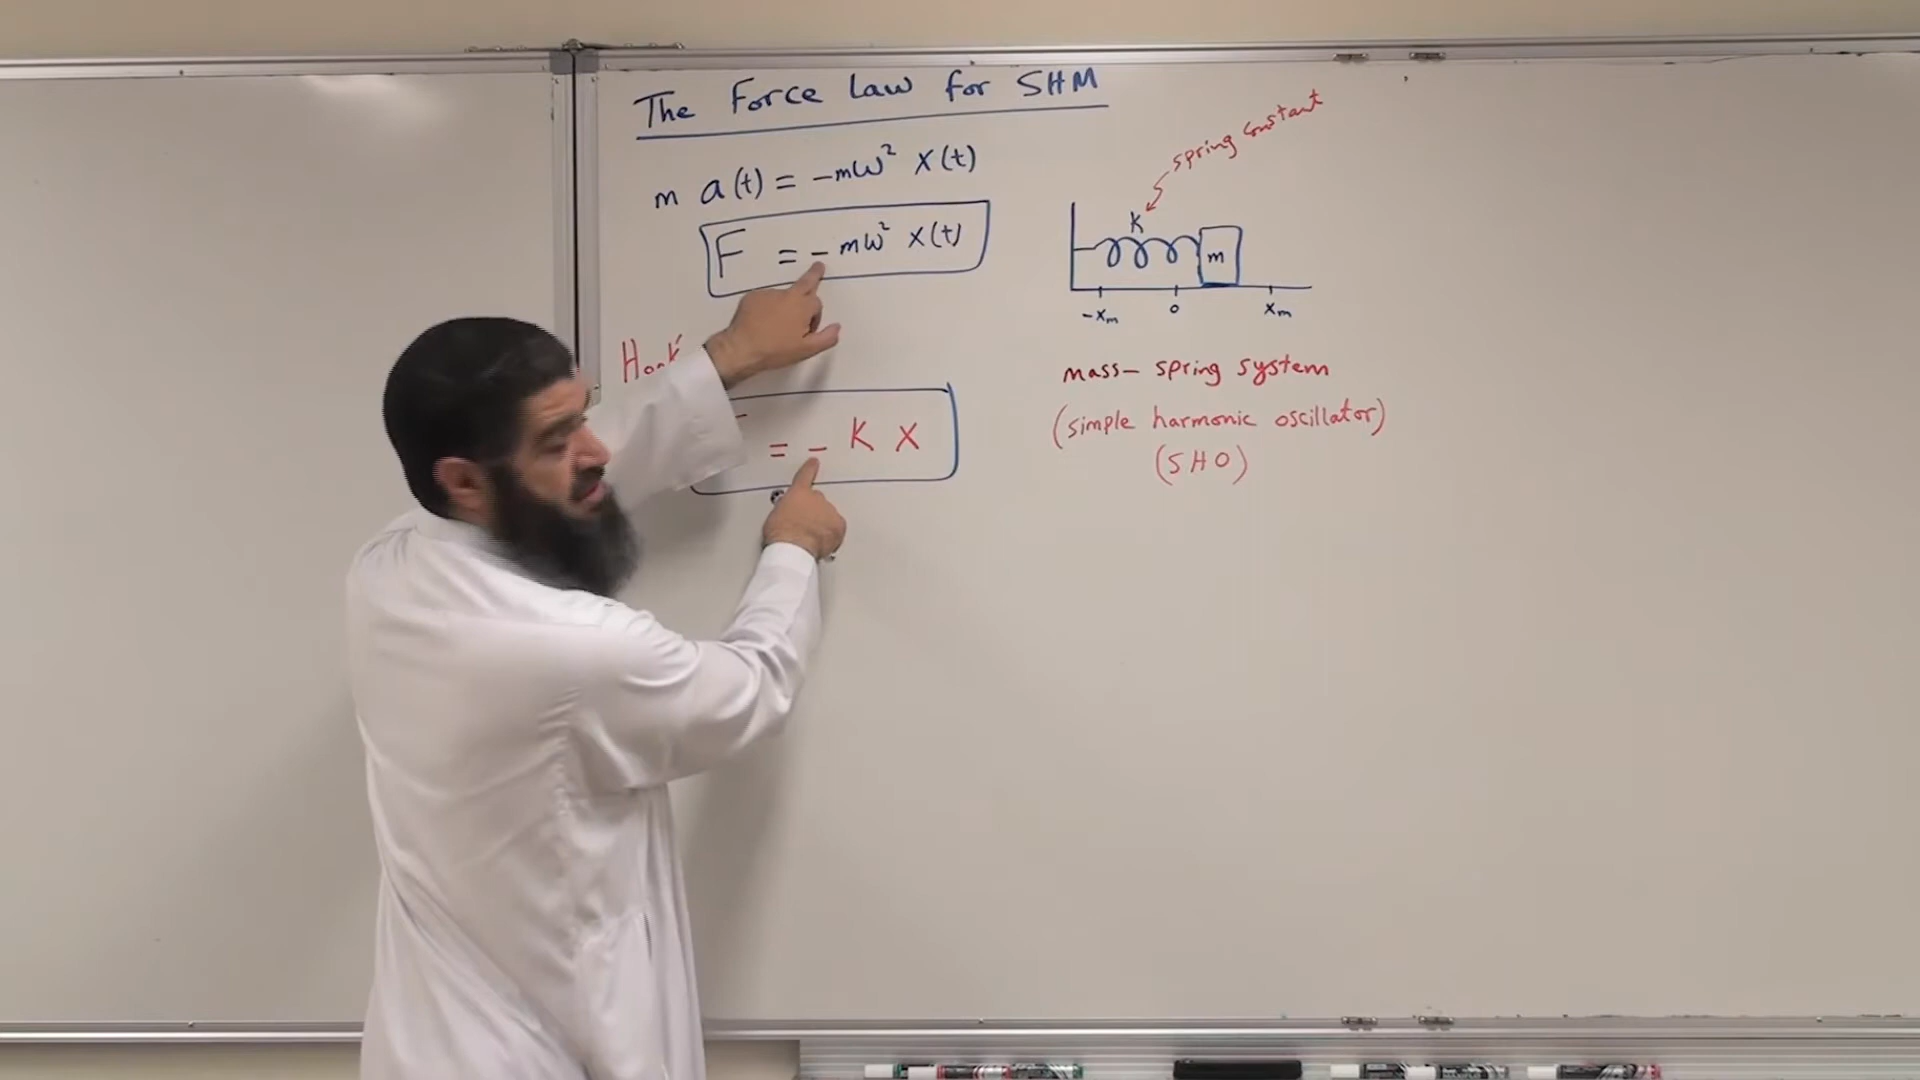 The Force Law for SHM
m a(t) = -mω² x(t)
F = - mω² x(t)
= - K x
spring constant
K
m
-xₘ 0 xₘ
mass- spring system
(simple harmonic oscillator)
(SHO)